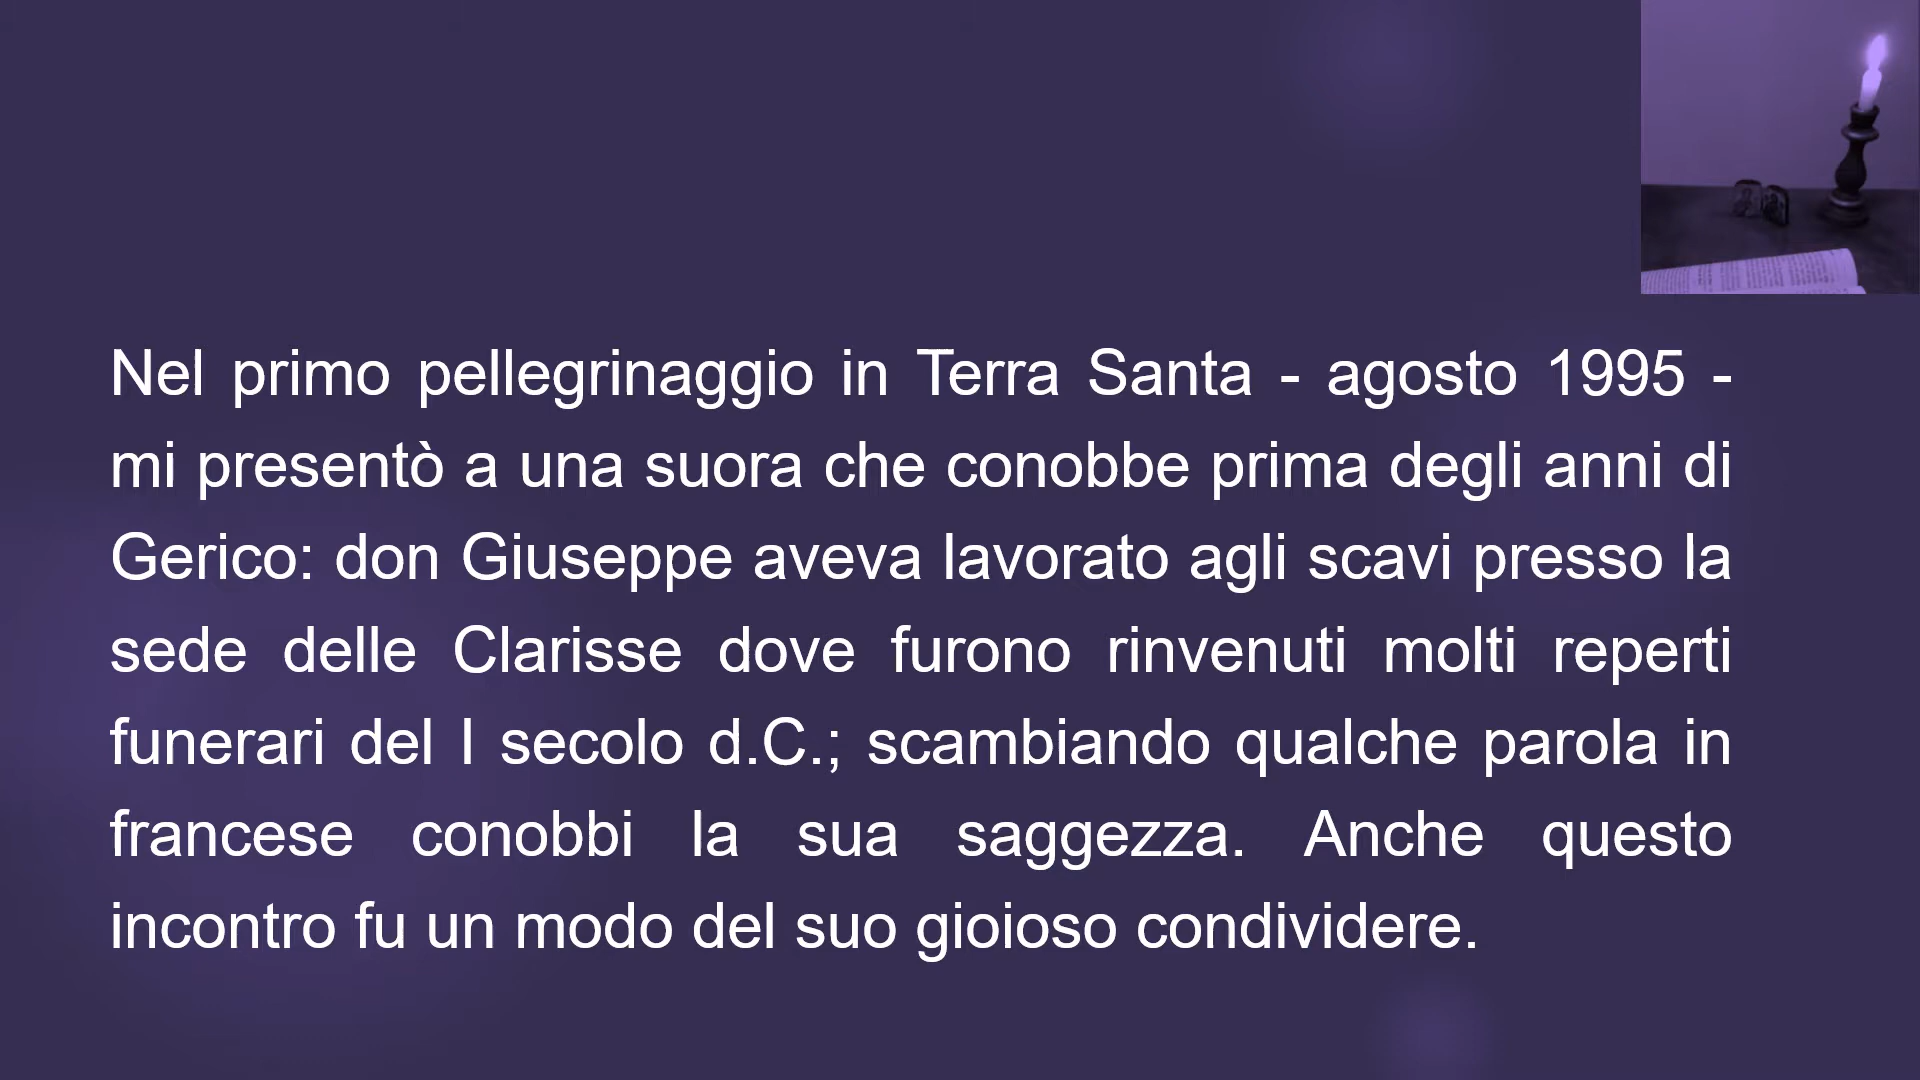 Nel primo pellegrinaggio in Terra Santa - agosto 1995 -
mi presentò a una suora che conobbe prima degli anni di
Gerico: don Giuseppe aveva lavorato agli scavi presso la
sede delle Clarisse dove furono rinvenuti molti reperti
funerari del I secolo d.C.; scambiando qualche parola in
francese conobbi la sua saggezza. Anche questo
incontro fu un modo del suo gioioso condividere.